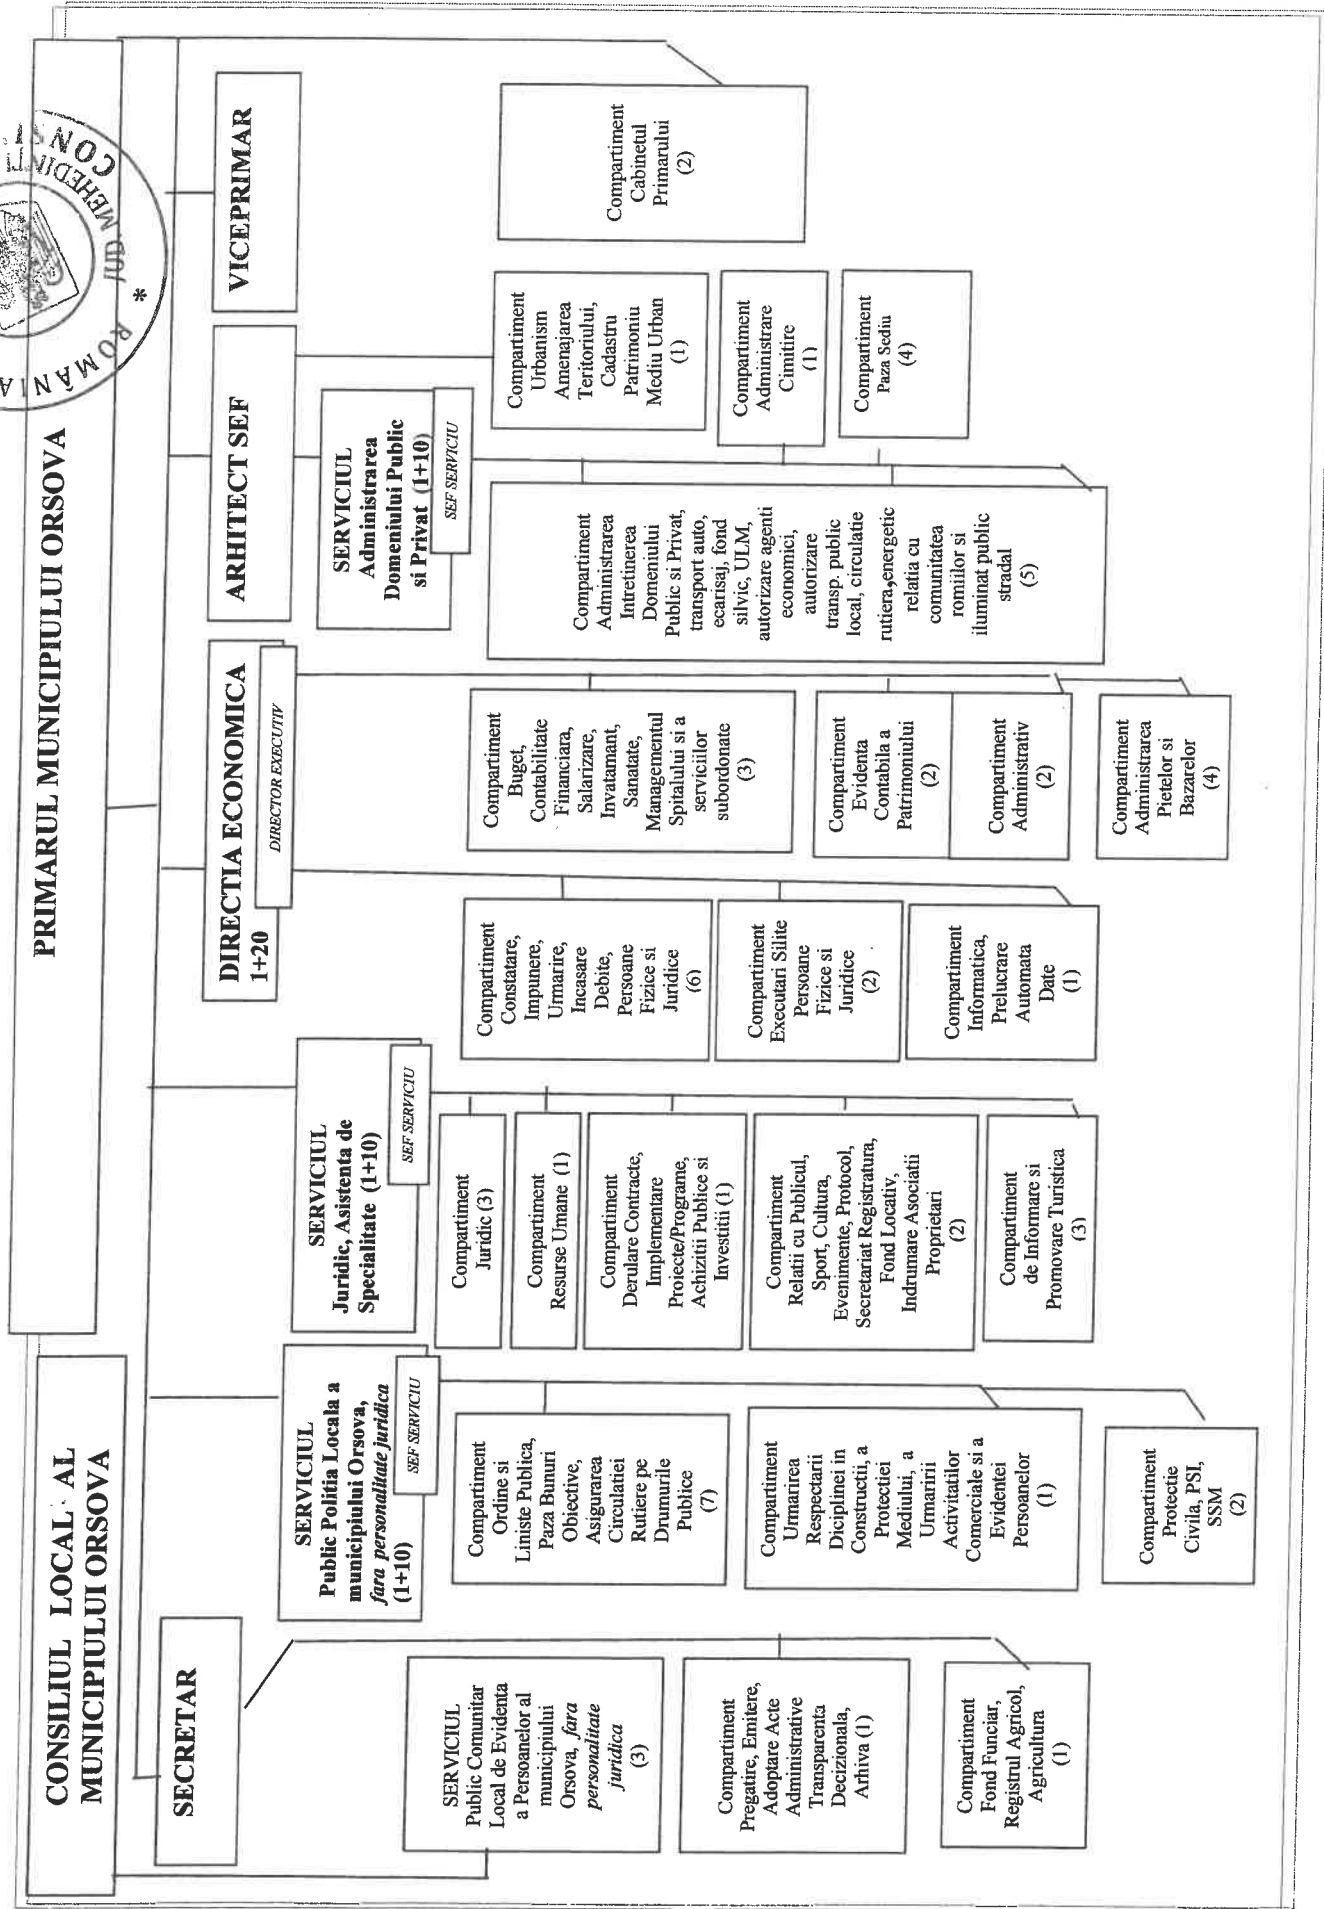 CONSILIUL LOCAL AL
MUNICIPIULUI ORSOVA
PRIMARUL MUNICIPIULUI ORSOVA
ROMÂNIA
*
JUD. MEHEDIN
CONS
SECRETAR
SERVICIUL
Public Comunitar
Local de Evidenta
a Persoanelor al
municipiului
Orsova, fara
personalitate
juridica
(3)
Compartiment
Pregatire, Emitere,
Adoptare Acte
Administrative
Transparenta
Decizionala,
Arhiva (1)
Compartiment
Fond Funciar,
Registrul Agricol,
Agricultura
(1)
SERVICIUL
Public Politia Locala a
municipiului Orsova,
fara personalitate juridica
(1+10)
SEF SERVICIU
Compartiment
Ordine si
Liniste Publica,
Paza Bunuri
Obiective,
Asigurarea
Circulatiei
Rutiere pe
Drumurile
Publice
(7)
Compartiment
Urmarirea
Respectarii
Diciplinei in
Constructii, a
Protectiei
Mediului, a
Urmaririi
Activitatilor
Comerciale si a
Evidentei
Persoanelor
(1)
Compartiment
Protectie
Civila, PSI,
SSM
(2)
SERVICIUL
Juridic, Asistenta de
Specialitate (1+10)
SEF SERVICIU
Compartiment
Juridic (3)
Compartiment
Resurse Umane (1)
Compartiment
Derulare Contracte,
Implementare
Proiecte/Programe,
Achizitii Publice si
Investitii (1)
Compartiment
Relatii cu Publicul,
Sport, Cultura,
Evenimente, Protocol,
Secretariat Registratura,
Fond Locativ,
Indrumare Asociatii
Proprietari
(2)
Compartiment
de Informare si
Promovare Turistica
(3)
DIRECTIA ECONOMICA
1+20
DIRECTOR EXECUTIV
Compartiment
Constatare,
Impunere,
Urmarire,
Incasare
Debite,
Persoane
Fizice si
Juridice
(6)
Compartiment
Executari Silite
Persoane
Fizice si
Juridice
(2)
Compartiment
Informatica,
Prelucrare
Automata
Date
(1)
Compartiment
Buget,
Contabilitate
Financiara,
Salarizare,
Invatamant,
Sanatate,
Managementul
Spitalului si a
serviciilor
subordonate
(3)
Compartiment
Evidenta
Contabila a
Patrimoniului
(2)
Compartiment
Administrativ
(2)
Compartiment
Administrarea
Pietelor si
Bazarelor
(4)
ARHITECT SEF
SERVICIUL
Administrarea
Domeniului Public
si Privat (1+10)
SEF SERVICIU
Compartiment
Administrarea
Intretinerea
Domeniului
Public si Privat,
transport auto,
ecarisaj, fond
silvic, ULM,
autorizare agenti
economici,
autorizare
transp. public
local, circulatie
rutiera,energetic
relatia cu
comunitatea
romiilor si
iluminat public
stradal
(5)
Compartiment
Urbanism
Amenajarea
Teritoriului,
Cadastru
Patrimoniu
Mediu Urban
(1)
Compartiment
Administrare
Cimitire
(1)
Compartiment
Paza Sediu
(4)
VICEPRIMAR
Compartiment
Cabinetul
Primarului
(2)